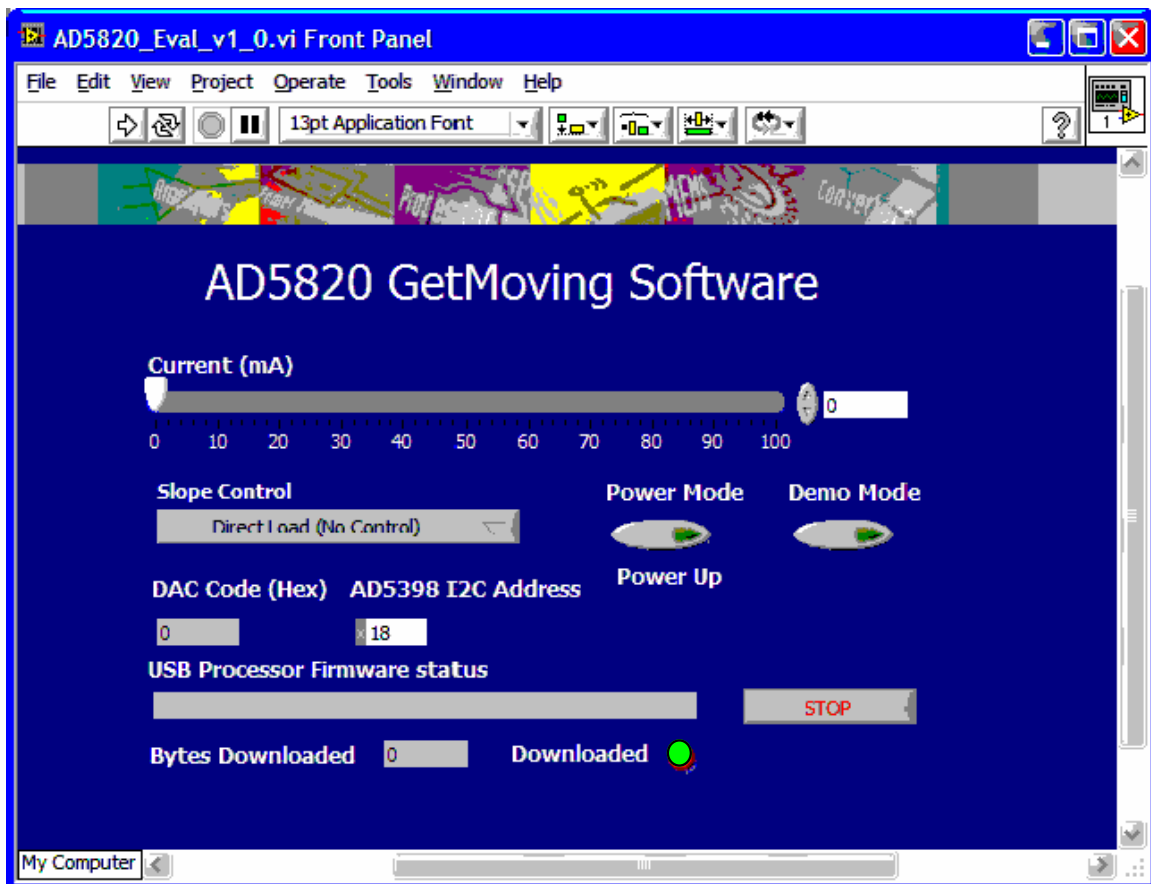 AD5820_Eval_v1_0.vi Front Panel
File Edit View Project Operate Tools Window Help
13pt Application Font
1
AD5820 GetMoving Software
Current (mA)
0
0 10 20 30 40 50 60 70 80 90 100
Slope Control Power Mode Demo Mode
Direct Load (No Control)
Power Up
DAC Code (Hex) AD5398 I2C Address
0 x 18
USB Processor Firmware status
STOP
Bytes Downloaded 0 Downloaded
My Computer